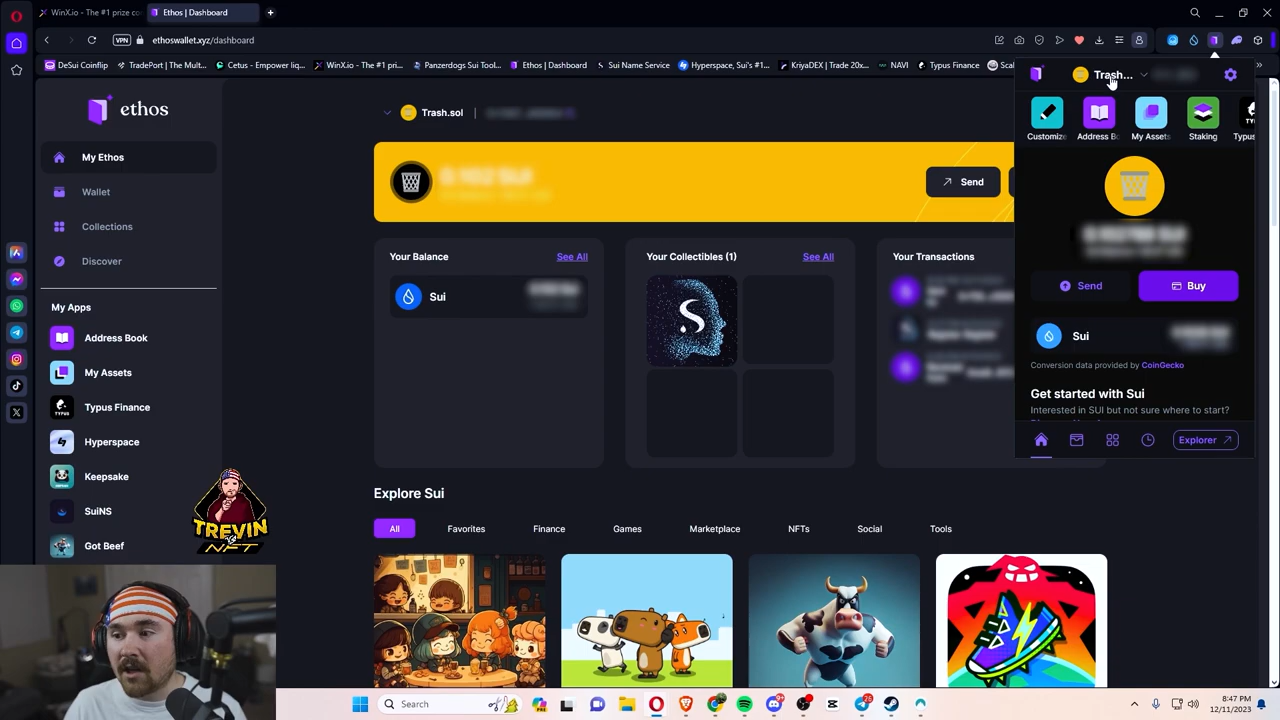 WinX.io - The #1 prize co
Ethos | Dashboard
VPN
ethoswallet.xyz/dashboard
DeSui Coinflip
TradePort | The Mult...
Cetus - Empower liq...
WinX.io - The #1 pri...
Panzerdogs Sui Tool...
Ethos | Dashboard
Sui Name Service
Hyperspace, Sui's #1...
KriyaDEX | Trading,...
NAVI
Typus Finance
ethos
Trash.sol
Trash...
Customize
Address B
My Assets
Staking
Typus
My Ethos
Wallet
Collections
Discover
My Apps
Address Book
My Assets
Typus Finance
TYPUS
Hyperspace
Keepsake
SuiNS
Got Beef
Send
Your Balance
See All
Sui
Your Collectibles (1)
See All
Your Transactions
Send
Buy
Sui
Conversion data provided by CoinGecko
Get started with Sui
Interested in SUI but not sure where to start?
Explorer
Explore Sui
All
Favorites
Finance
Games
Marketplace
NFTs
Social
Tools
TREVIN
NFT
Search
25
8:47 PM
12/11/2023